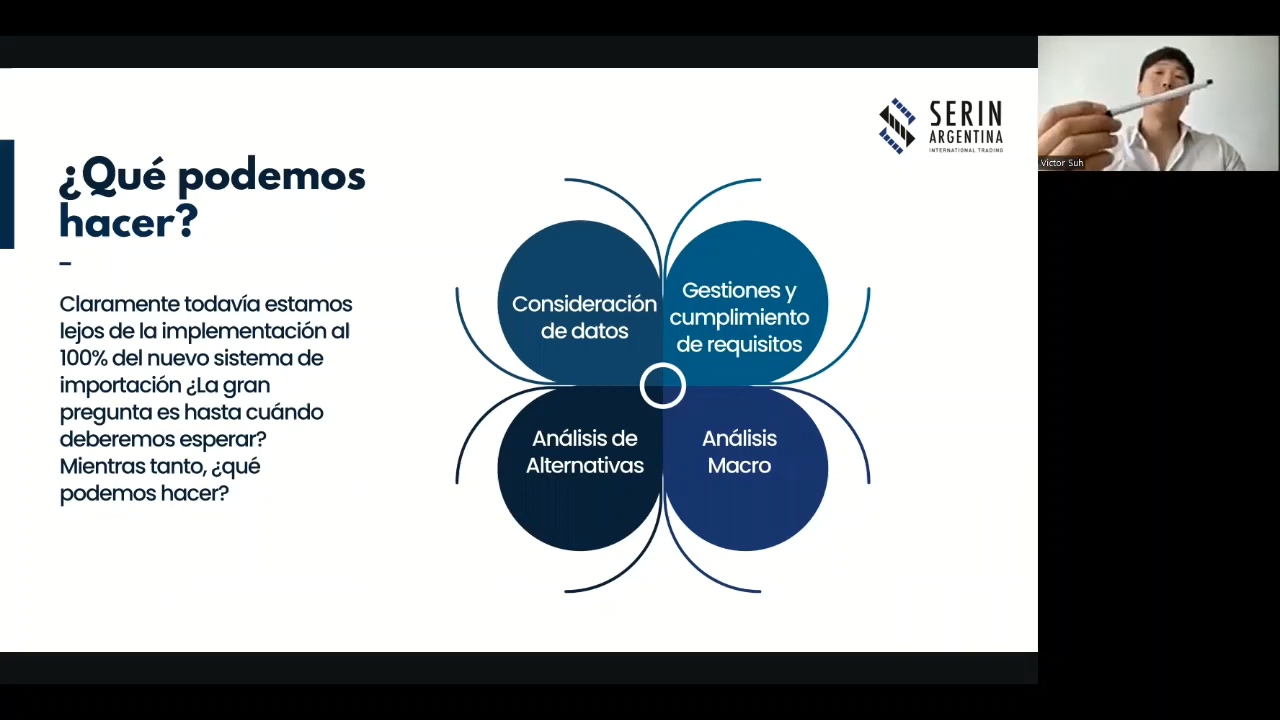 SERIN
ARGENTINA
INTERNATIONAL TRADING
Victor Suh
¿Qué podemos
hacer?
Claramente todavía estamos
lejos de la implementación al
100% del nuevo sistema de
importación ¿La gran
pregunta es hasta cuándo
deberemos esperar?
Mientras tanto, ¿qué
podemos hacer?
Consideración
de datos
Gestiones y
cumplimiento
de requisitos
Análisis de
Alternativas
Análisis
Macro